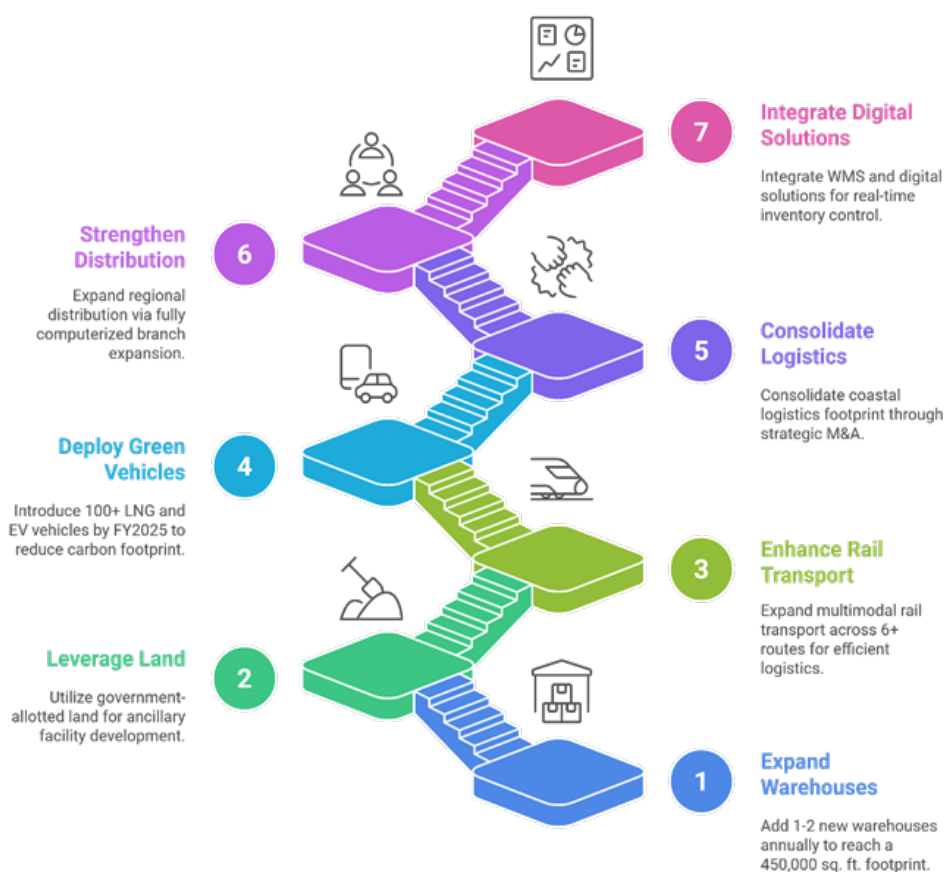 7
Integrate Digital
Solutions
Integrate WMS and digital
solutions for real-time
inventory control.
Strengthen
Distribution
6
Expand regional
distribution via fully
computerized branch
expansion.
5
Consolidate
Logistics
Consolidate coastal
logistics footprint through
strategic M&A.
Deploy Green
Vehicles
4
Introduce 100+ LNG and
EV vehicles by FY2025 to
reduce carbon footprint.
3
Enhance Rail
Transport
Expand multimodal rail
transport across 6+
routes for efficient
logistics.
Leverage Land
2
Utilize government-
allotted land for ancillary
facility development.
1
Expand
Warehouses
Add 1-2 new warehouses
annually to reach a
450,000 sq. ft. footprint.